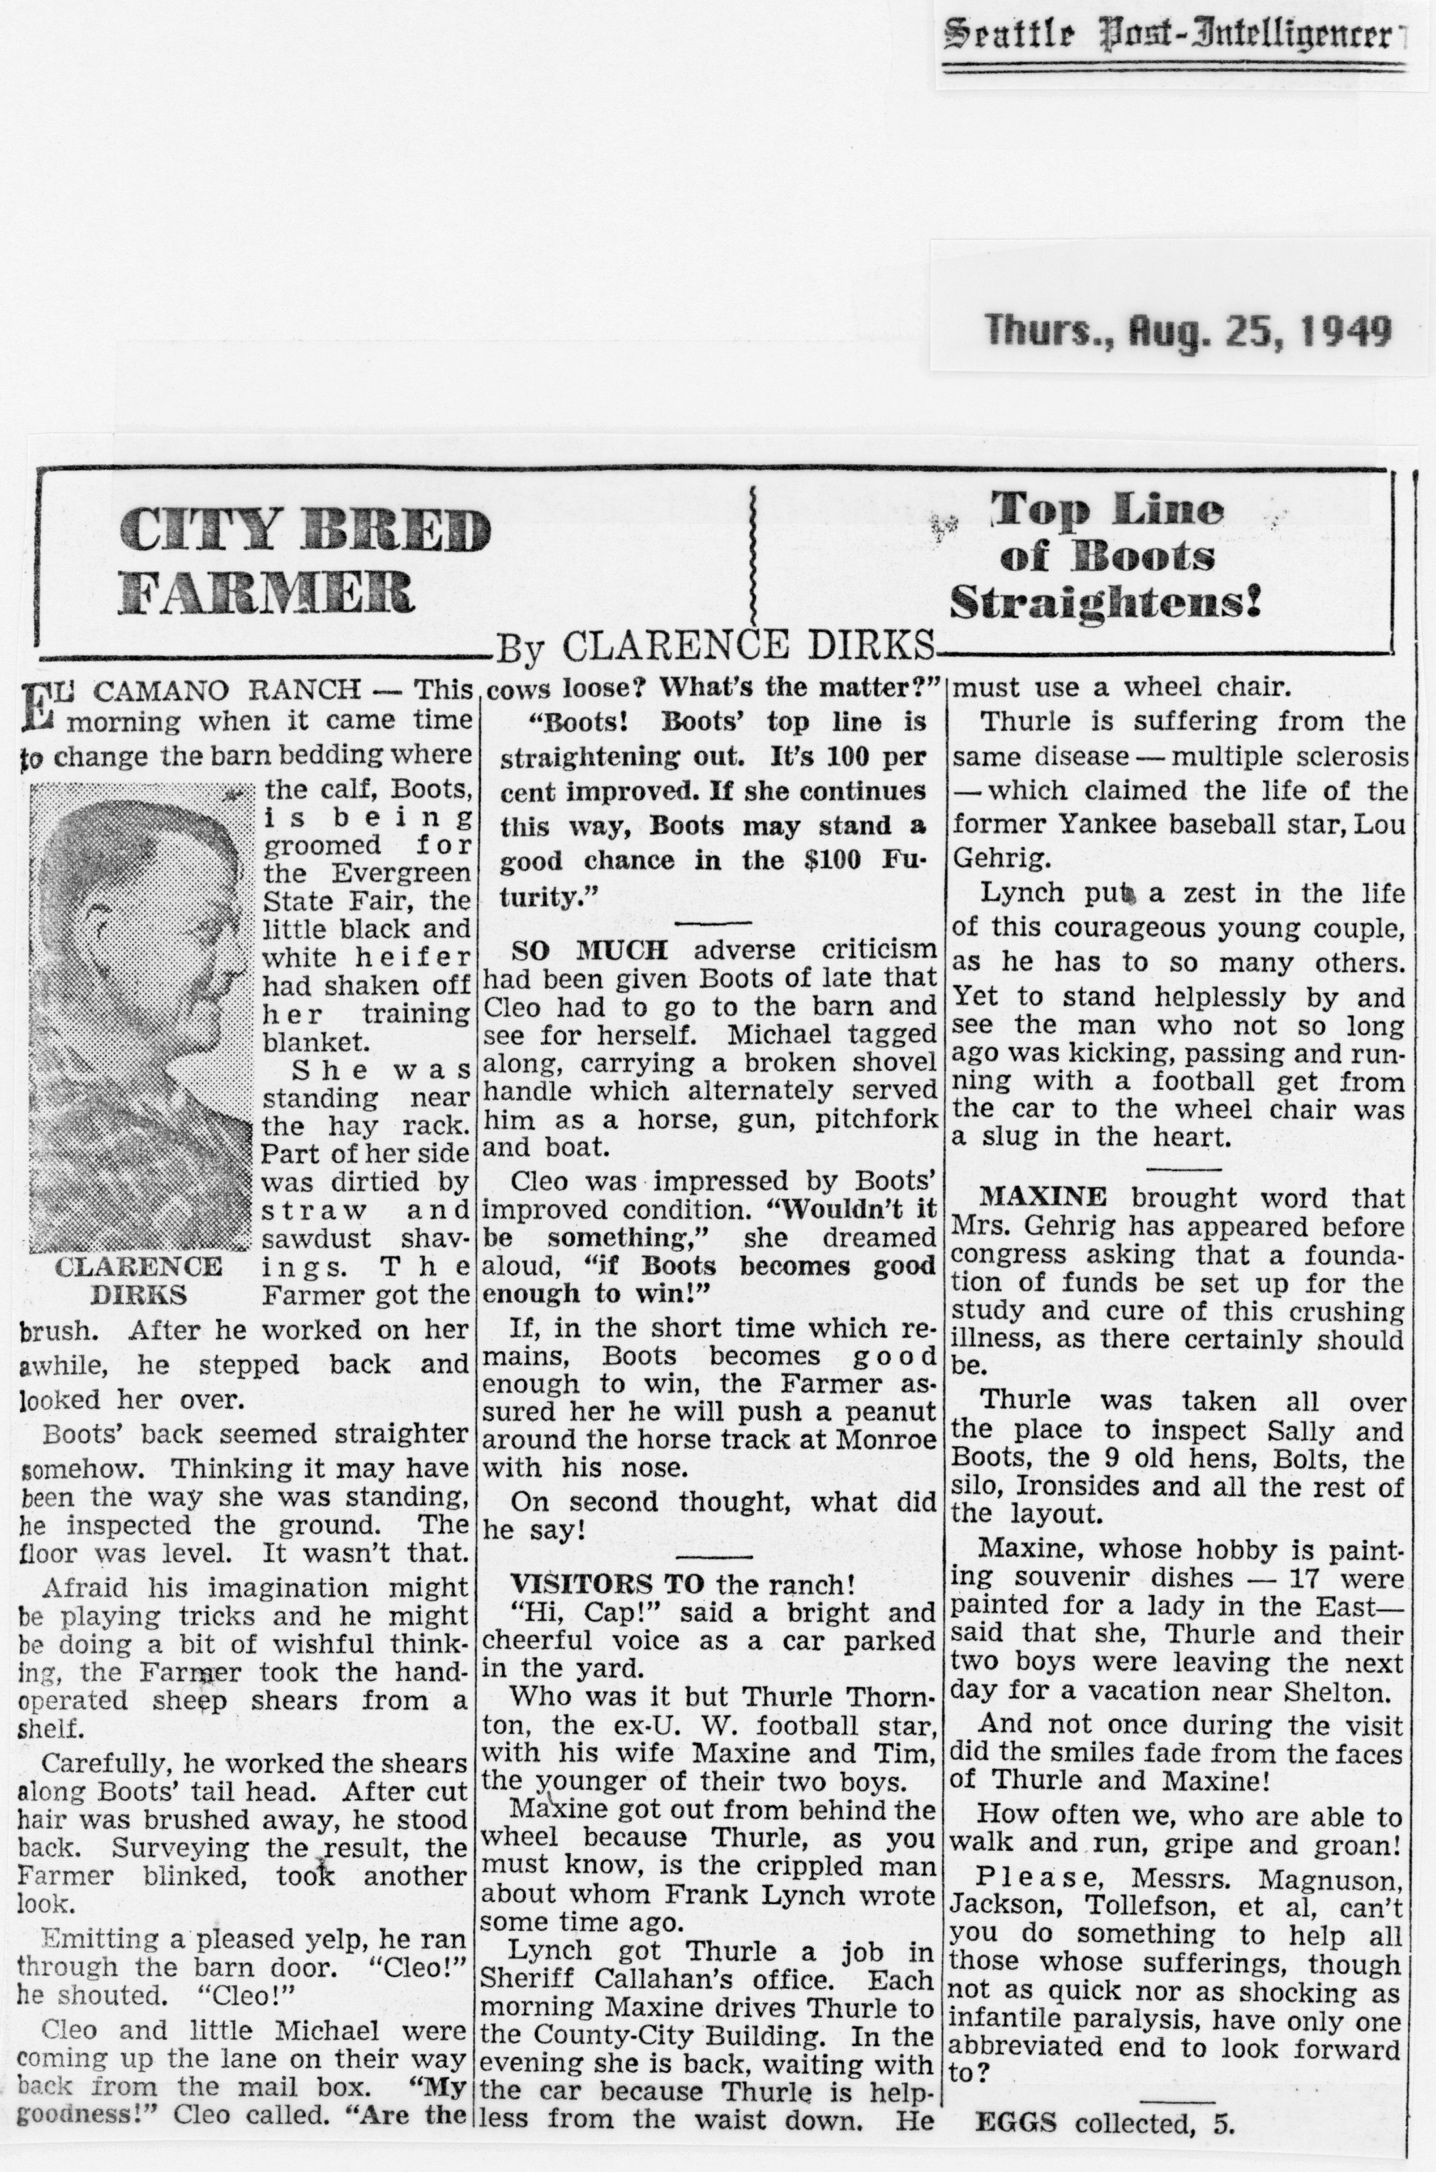 Seattle Post-Intelligencer
Thurs., Aug. 25, 1949
CITY BRED
FARMER
Top Line
of Boots
Straightens!
By CLARENCE DIRKS
EL CAMANO RANCH — This
morning when it came time
to change the barn bedding where
the calf, Boots,
is being
groomed for
the Evergreen
State Fair, the
little black and
white heifer
had shaken off
her training
blanket.
She was
standing near
the hay rack.
Part of her side
was dirtied by
straw and
sawdust shav-
ings. The
Farmer got the
CLARENCE
DIRKS
brush. After he worked on her
awhile, he stepped back and
looked her over.
Boots' back seemed straighter
somehow. Thinking it may have
been the way she was standing,
he inspected the ground. The
floor was level. It wasn't that.
Afraid his imagination might
be playing tricks and he might
be doing a bit of wishful think-
ing, the Farmer took the hand-
operated sheep shears from a
shelf.
Carefully, he worked the shears
along Boots' tail head. After cut
hair was brushed away, he stood
back. Surveying the result, the
Farmer blinked, took another
look.
Emitting a pleased yelp, he ran
through the barn door. "Cleo!"
he shouted. "Cleo!"
Cleo and little Michael were
coming up the lane on their way
back from the mail box. "My
goodness!" Cleo called. "Are the
cows loose? What's the matter?"
"Boots! Boots' top line is
straightening out. It's 100 per
cent improved. If she continues
this way, Boots may stand a
good chance in the $100 Fu-
turity."
SO MUCH adverse criticism
had been given Boots of late that
Cleo had to go to the barn and
see for herself. Michael tagged
along, carrying a broken shovel
handle which alternately served
him as a horse, gun, pitchfork
and boat.
Cleo was impressed by Boots'
improved condition. "Wouldn't it
be something," she dreamed
aloud, "if Boots becomes good
enough to win!"
If, in the short time which re-
mains, Boots becomes good
enough to win, the Farmer as-
sured her he will push a peanut
around the horse track at Monroe
with his nose.
On second thought, what did
he say!
VISITORS TO the ranch!
"Hi, Cap!" said a bright and
cheerful voice as a car parked
in the yard.
Who was it but Thurle Thorn-
ton, the ex-U. W. football star,
with his wife Maxine and Tim,
the younger of their two boys.
Maxine got out from behind the
wheel because Thurle, as you
must know, is the crippled man
about whom Frank Lynch wrote
some time ago.
Lynch got Thurle a job in
Sheriff Callahan's office. Each
morning Maxine drives Thurle to
the County-City Building. In the
evening she is back, waiting with
the car because Thurle is help-
less from the waist down. He
must use a wheel chair.
Thurle is suffering from the
same disease — multiple sclerosis
— which claimed the life of the
former Yankee baseball star, Lou
Gehrig.
Lynch put a zest in the life
of this courageous young couple,
as he has to so many others.
Yet to stand helplessly by and
see the man who not so long
ago was kicking, passing and run-
ning with a football get from
the car to the wheel chair was
a slug in the heart.
MAXINE brought word that
Mrs. Gehrig has appeared before
congress asking that a founda-
tion of funds be set up for the
study and cure of this crushing
illness, as there certainly should
be.
Thurle was taken all over
the place to inspect Sally and
Boots, the 9 old hens, Bolts, the
silo, Ironsides and all the rest of
the layout.
Maxine, whose hobby is paint-
ing souvenir dishes — 17 were
painted for a lady in the East—
said that she, Thurle and their
two boys were leaving the next
day for a vacation near Shelton.
And not once during the visit
did the smiles fade from the faces
of Thurle and Maxine!
How often we, who are able to
walk and run, gripe and groan!
Please, Messrs. Magnuson,
Jackson, Tollefson, et al, can't
you do something to help all
those whose sufferings, though
not as quick nor as shocking as
infantile paralysis, have only one
abbreviated end to look forward
to?
EGGS collected, 5.